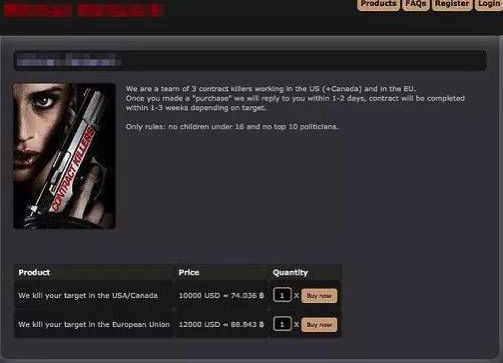 Products FAQs Register Login
We are a team of 3 contract killers working in the US (+Canada) and in the EU.
Once you made a "purchase" we will reply to you within 1-2 days, contract will be completed
within 1-3 weeks depending on target.
Only rules: no children under 16 and no top 10 politicians.
CONTRACT KILLERS
Product Price Quantity
We kill your target in the USA/Canada 10000 USD = 74.036 ฿ 1 X Buy now
We kill your target in the European Union 12000 USD = 88.843 ฿ 1 X Buy now